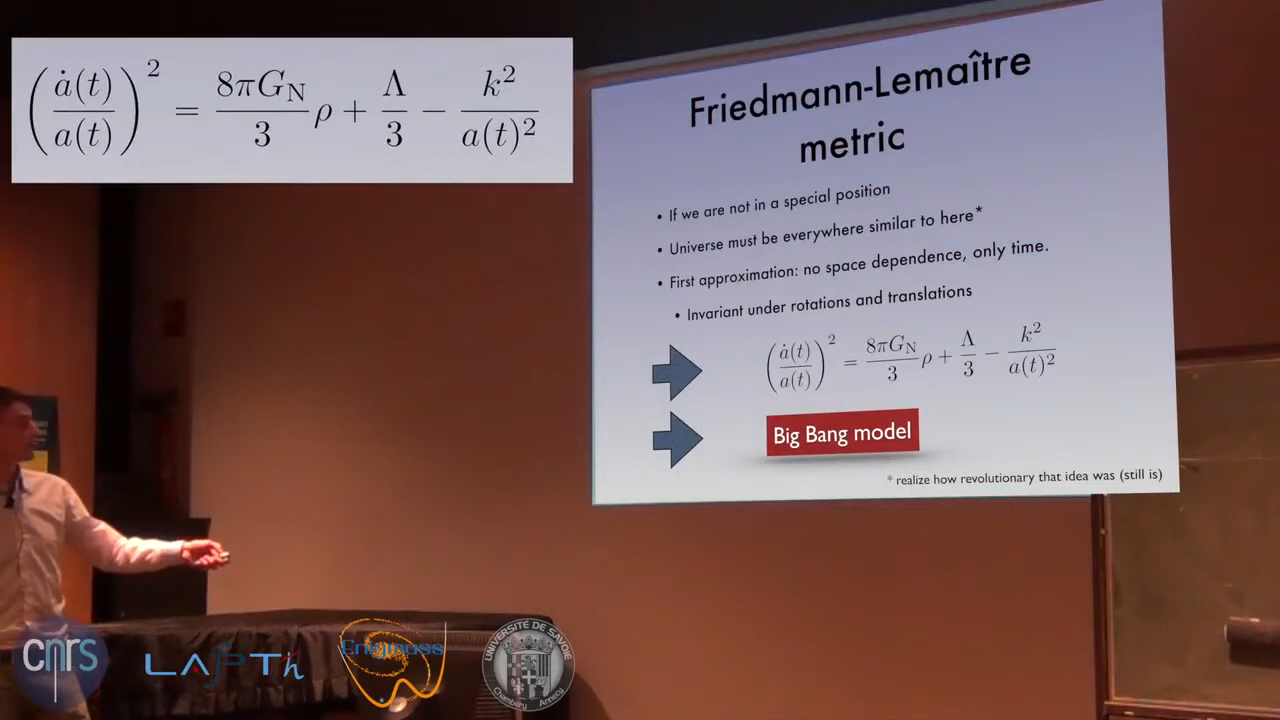 (ȧ(t)/a(t))² = 8πG_N/3 ρ + Λ/3 − k²/a(t)²
Friedmann-Lemaître
metric
• If we are not in a special position
• Universe must be everywhere similar to here*
• First approximation: no space dependence, only time.
• Invariant under rotations and translations
(ȧ(t)/a(t))² = 8πG_N/3 ρ + Λ/3 − k²/a(t)²
Big Bang model
* realize how revolutionary that idea was (still is)
cnrs
LAPTh
Enigmass
UNIVERSITÉ DE SAVOIE
Chambéry Annecy